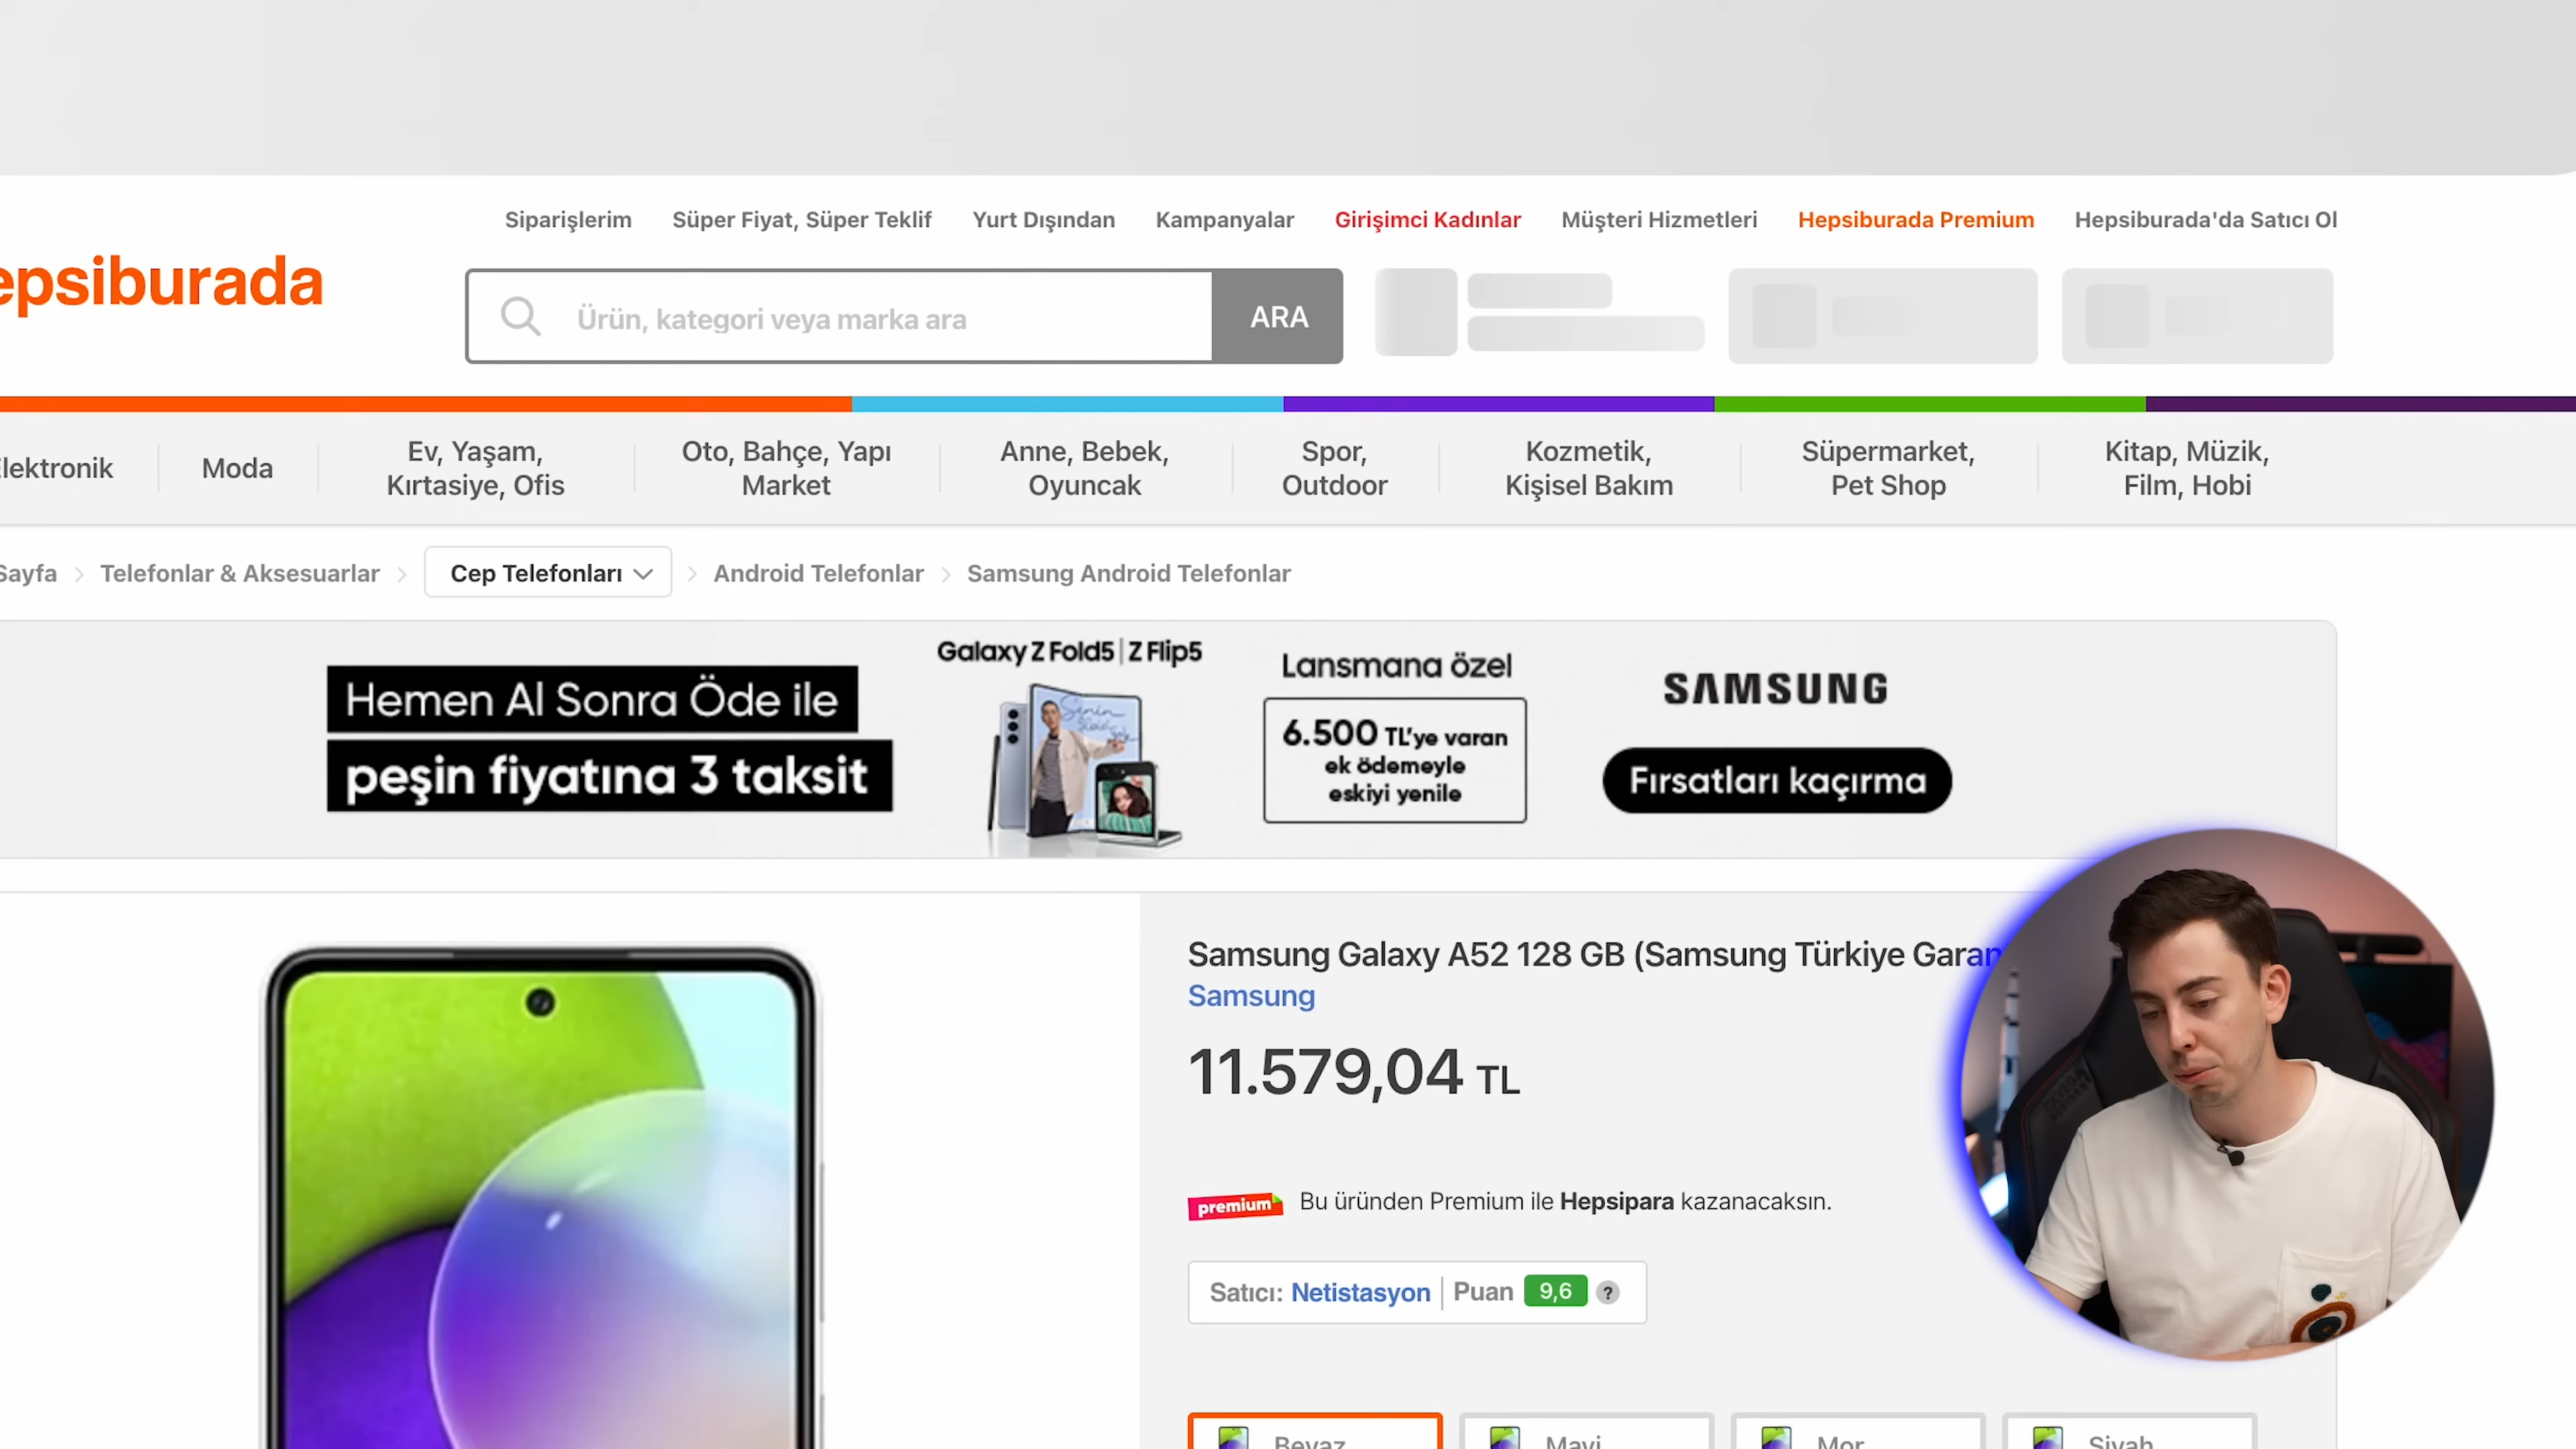 Siparişlerim Süper Fiyat, Süper Teklif Yurt Dışından Kampanyalar Girişimci Kadınlar Müşteri Hizmetleri Hepsiburada Premium Hepsiburada'da Satıcı Ol
epsiburada
Ürün, kategori veya marka ara ARA
lektronik Moda Ev, Yaşam, Kırtasiye, Ofis Oto, Bahçe, Yapı Market Anne, Bebek, Oyuncak Spor, Outdoor Kozmetik, Kişisel Bakım Süpermarket, Pet Shop Kitap, Müzik, Film, Hobi
Sayfa Telefonlar & Aksesuarlar Cep Telefonları Android Telefonlar Samsung Android Telefonlar
Hemen Al Sonra Öde ile
peşin fiyatına 3 taksit
Galaxy Z Fold5 | Z Flip5
Lansmana özel
6.500 TL'ye varan
ek ödemeyle
eskiyi yenile
SAMSUNG
Fırsatları kaçırma
Samsung Galaxy A52 128 GB (Samsung Türkiye Garan
Samsung
11.579,04 TL
premium Bu üründen Premium ile Hepsipara kazanacaksın.
Satıcı: Netistasyon | Puan 9,6 ?
Beyaz Mavi Mor Siyah